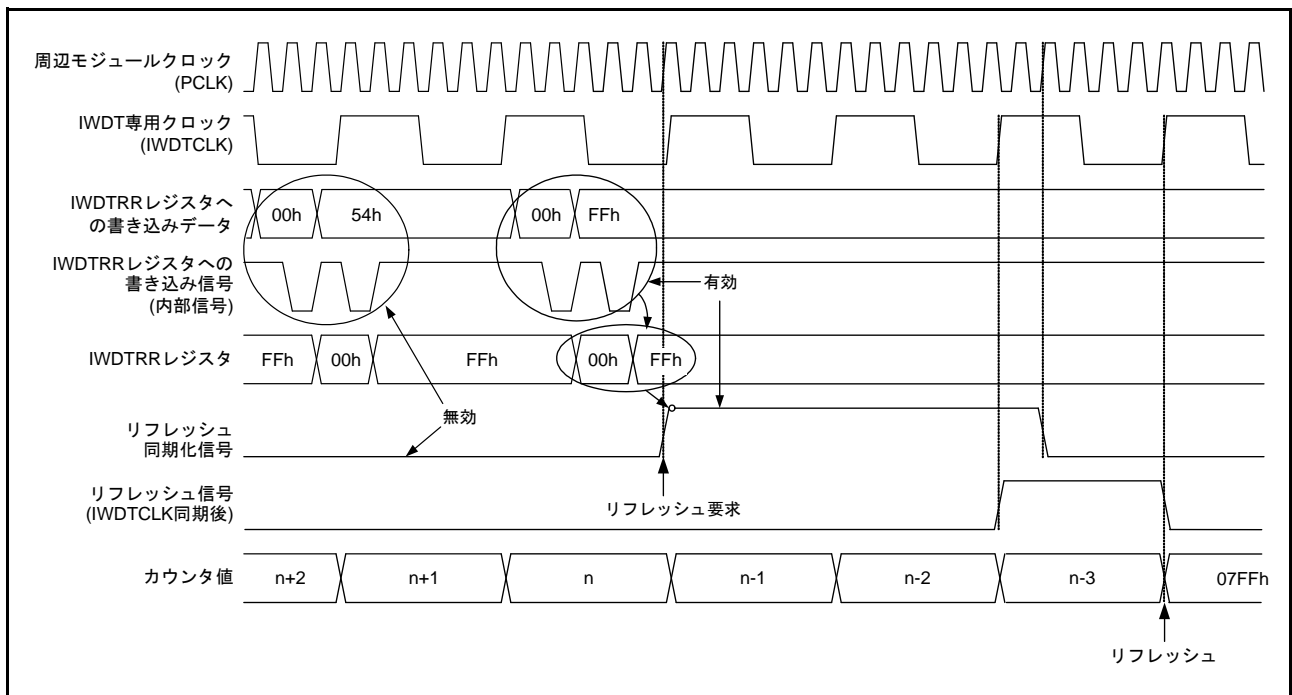 周辺モジュールクロック
(PCLK)
IWDT専用クロック
(IWDTCLK)
IWDTRRレジスタへ
の書き込みデータ
00h 54h 00h FFh
IWDTRRレジスタへの
書き込み信号
(内部信号)
有効
IWDTRRレジスタ
FFh 00h FFh 00h FFh
無効
リフレッシュ
同期化信号
リフレッシュ要求
リフレッシュ信号
(IWDTCLK同期後)
カウンタ値
n+2 n+1 n n-1 n-2 n-3 07FFh
リフレッシュ